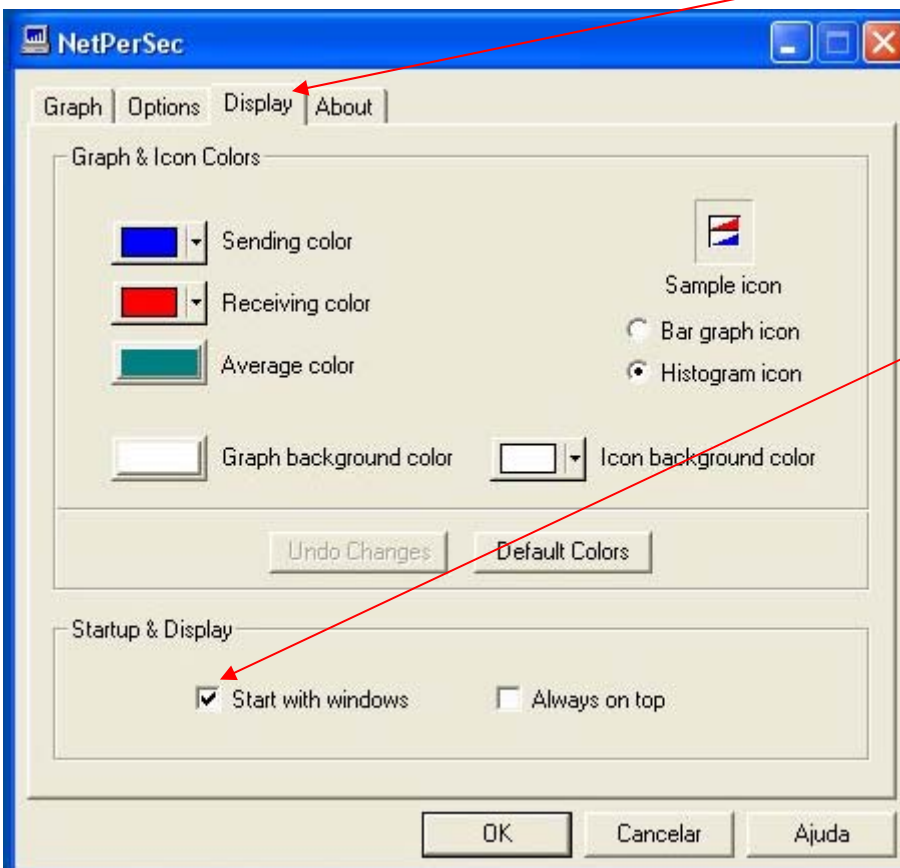 NetPerSec
Graph Options Display About
Graph & Icon Colors
Sending color
Receiving color
Average color
Sample icon
Bar graph icon
Histogram icon
Graph background color Icon background color
Undo Changes Default Colors
Startup & Display
Start with windows Always on top
OK Cancelar Ajuda